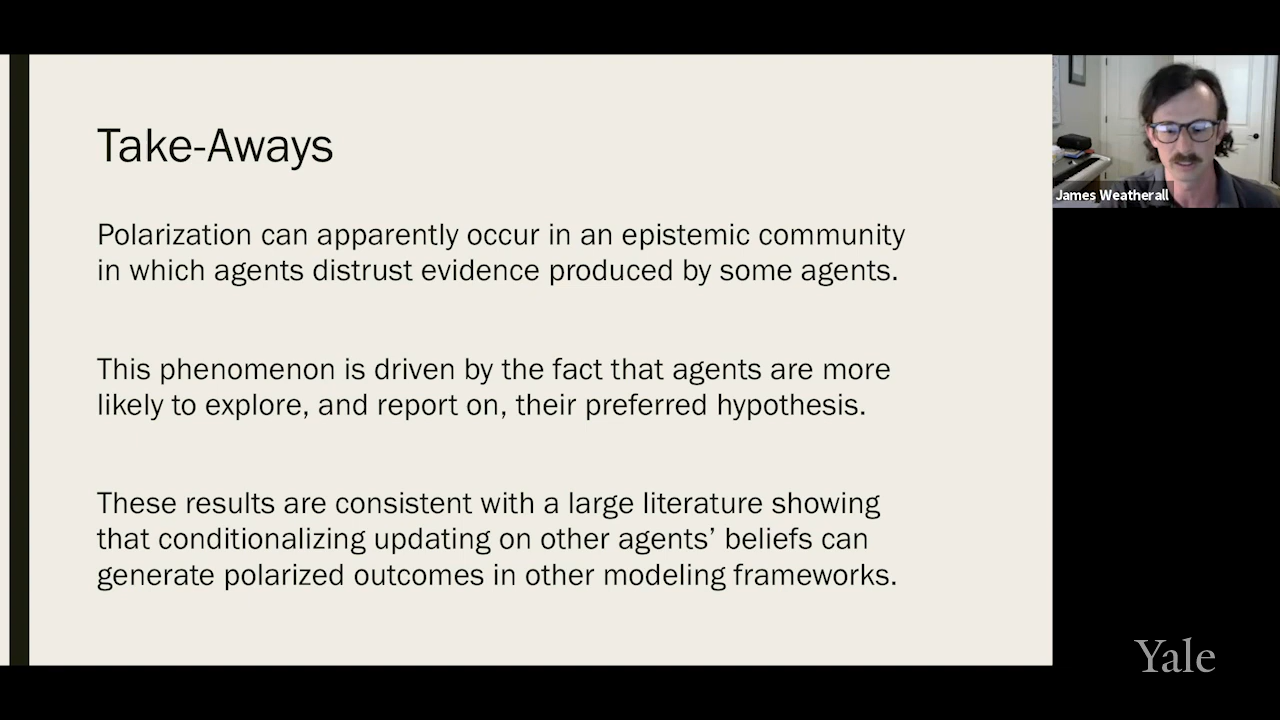 Take-Aways
Polarization can apparently occur in an epistemic community
in which agents distrust evidence produced by some agents.
This phenomenon is driven by the fact that agents are more
likely to explore, and report on, their preferred hypothesis.
These results are consistent with a large literature showing
that conditionalizing updating on other agents’ beliefs can
generate polarized outcomes in other modeling frameworks.
James Weatherall
Yale